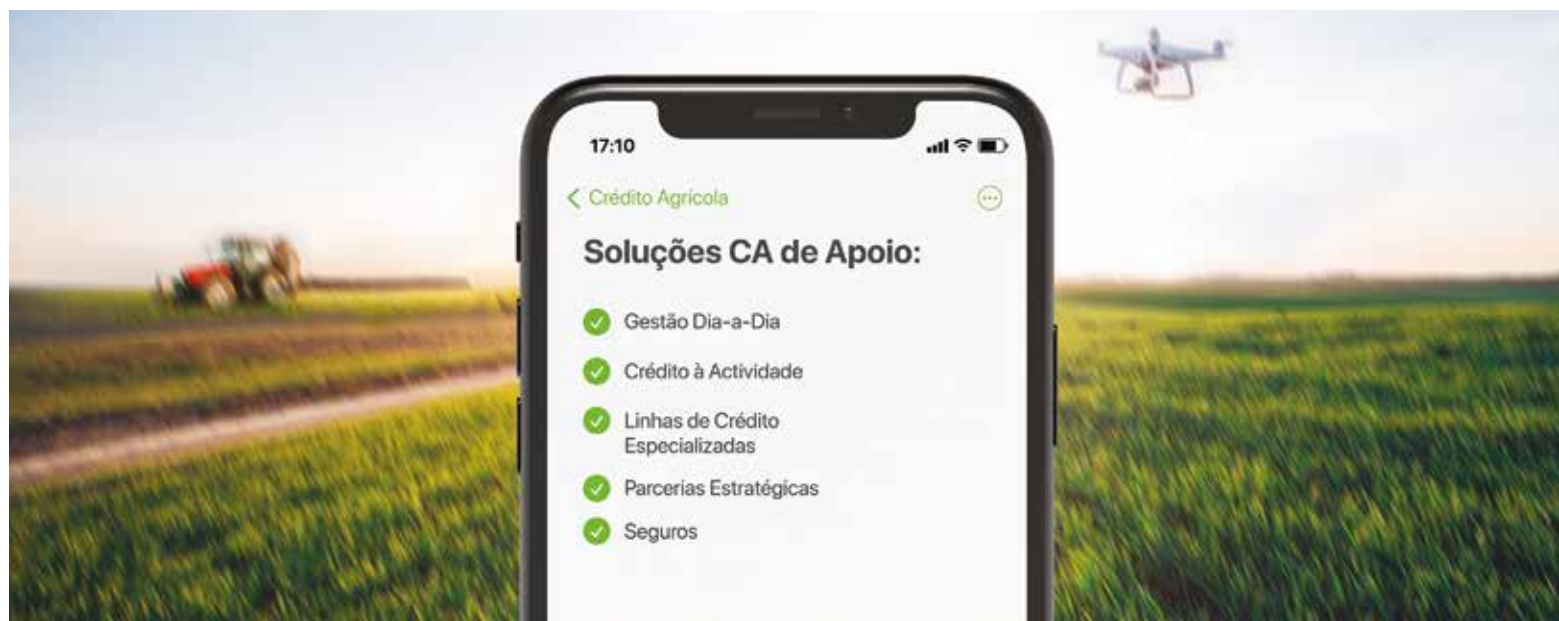 17:10
Crédito Agrícola
Soluções CA de Apoio:
Gestão Dia-a-Dia
Crédito à Actividade
Linhas de Crédito
Especializadas
Parcerias Estratégicas
Seguros